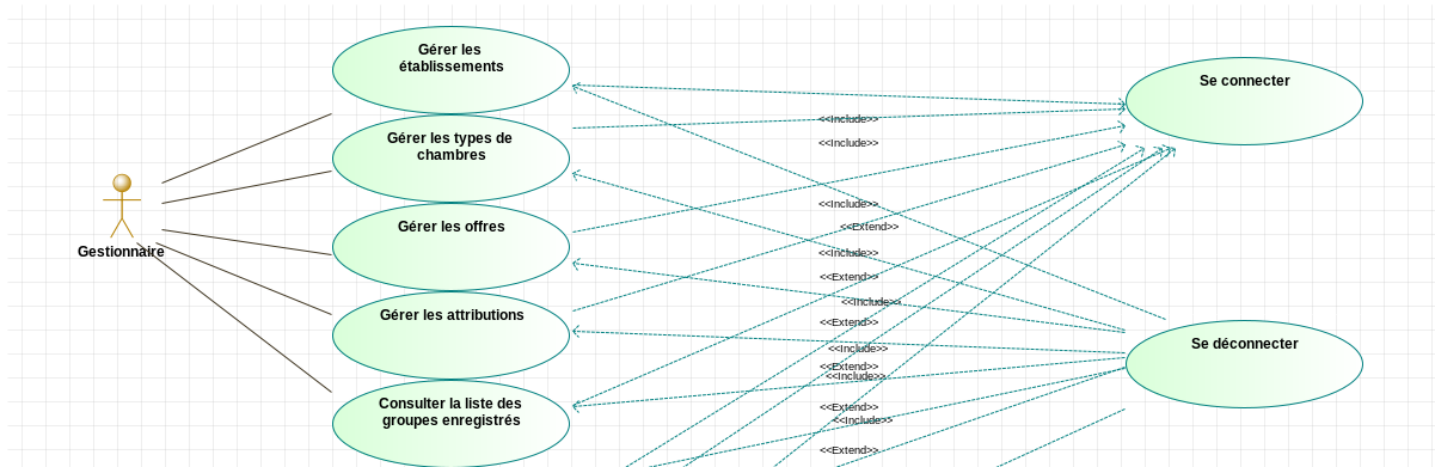 Gérer les
établissements
Se connecter
<<Include>>
Gérer les types de
chambres
<<Include>>
<<Include>>
Gérer les offres
<<Extend>>
Gestionnaire
<<Include>>
<<Extend>>
<<Include>>
Gérer les attributions
<<Extend>>
Se déconnecter
<<Include>>
<<Extend>>
<<Include>>
Consulter la liste des
groupes enregistrés
<<Extend>>
<<Include>>
<<Extend>>